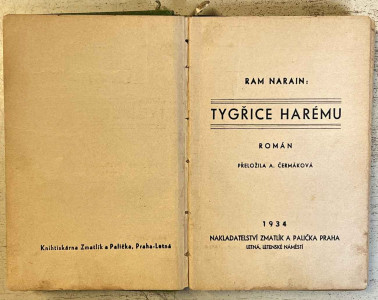 Knihtiskárna Zmatlík a Palička, Praha-Letná
RAM NARAIN:
TYGŘICE HARÉMU
ROMÁN
PŘELOŽILA A. ČERMÁKOVÁ
1934
NAKLADATELSTVÍ ZMATLÍK A PALIČKA PRAHA
LETNÁ, LETENSKÉ NÁMĚSTÍ